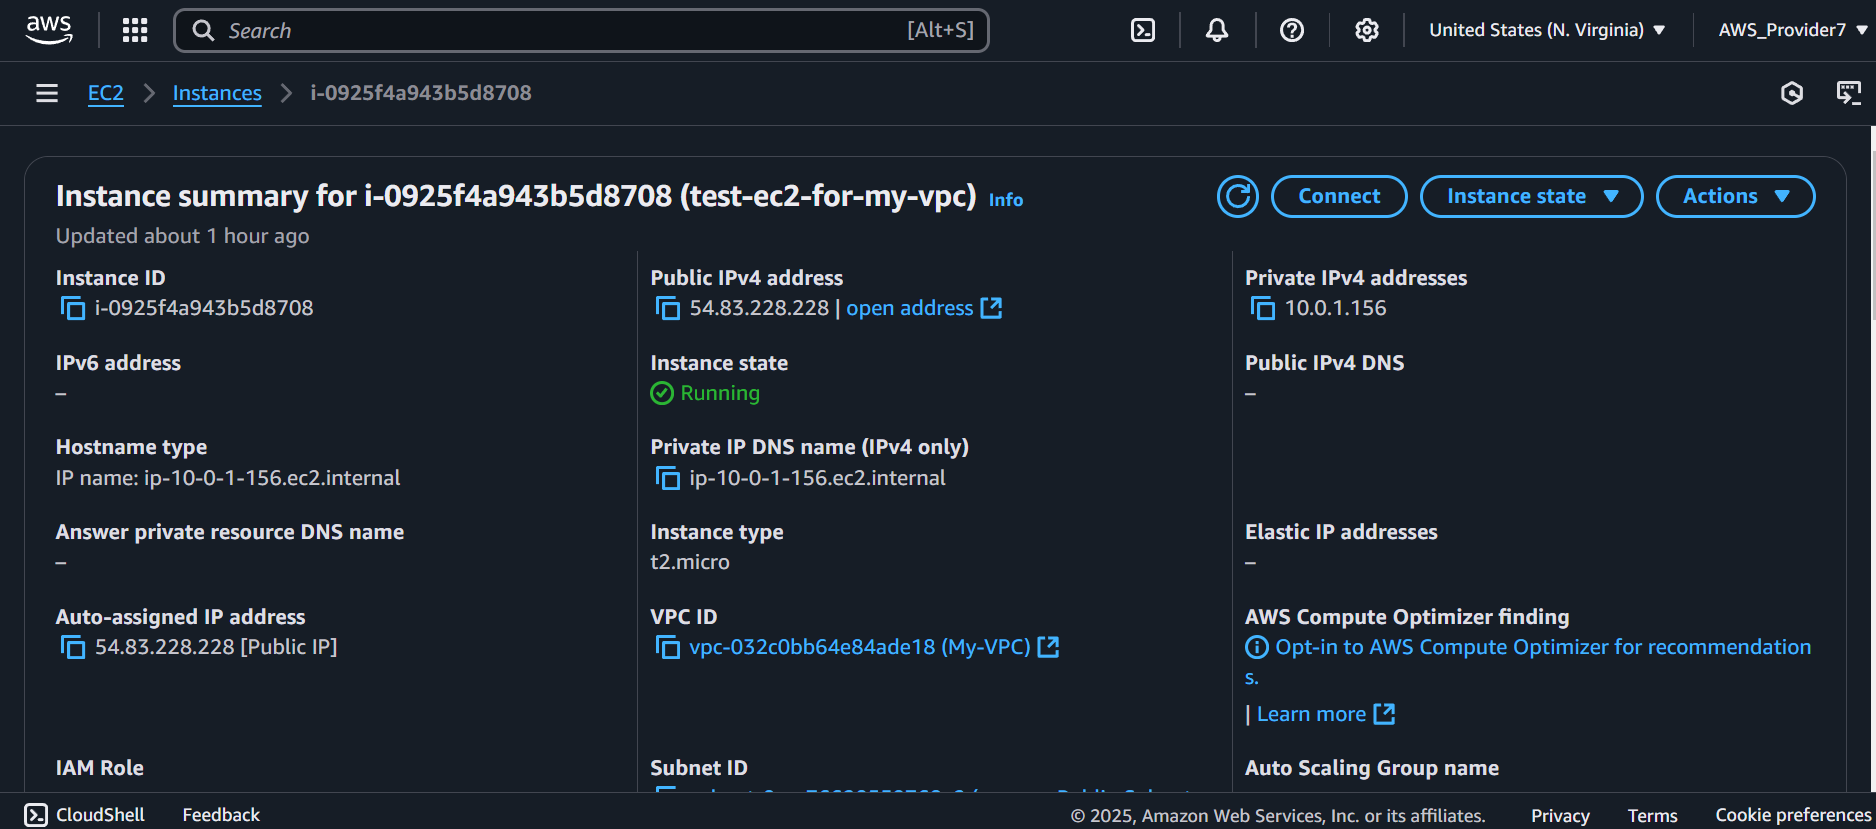 aws
Search [Alt+S]
United States (N. Virginia)
AWS_Provider7
EC2
Instances
i-0925f4a943b5d8708
Instance summary for i-0925f4a943b5d8708 (test-ec2-for-my-vpc) Info
Updated about 1 hour ago
Connect
Instance state
Actions
Instance ID
i-0925f4a943b5d8708
Public IPv4 address
54.83.228.228 | open address
Private IPv4 addresses
10.0.1.156
IPv6 address
–
Instance state
Running
Public IPv4 DNS
–
Hostname type
IP name: ip-10-0-1-156.ec2.internal
Private IP DNS name (IPv4 only)
ip-10-0-1-156.ec2.internal
Answer private resource DNS name
–
Instance type
t2.micro
Elastic IP addresses
–
Auto-assigned IP address
54.83.228.228 [Public IP]
VPC ID
vpc-032c0bb64e84ade18 (My-VPC)
AWS Compute Optimizer finding
Opt-in to AWS Compute Optimizer for recommendation
s.
| Learn more
IAM Role
Subnet ID
Auto Scaling Group name
CloudShell
Feedback
© 2025, Amazon Web Services, Inc. or its affiliates.
Privacy
Terms
Cookie preferences